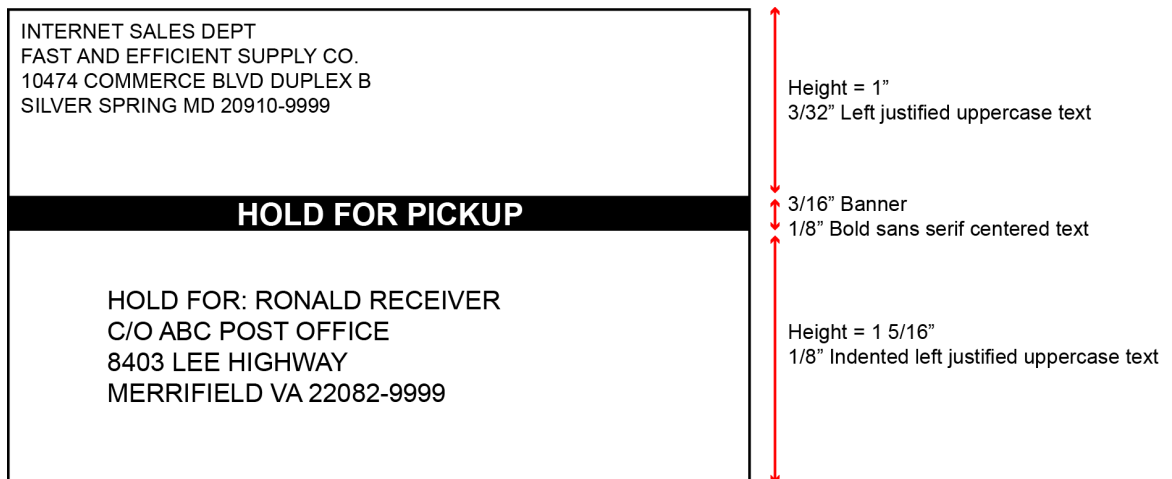 INTERNET SALES DEPT
FAST AND EFFICIENT SUPPLY CO.
10474 COMMERCE BLVD DUPLEX B
SILVER SPRING MD 20910-9999
Height = 1”
3/32” Left justified uppercase text
HOLD FOR PICKUP
3/16” Banner
1/8” Bold sans serif centered text
HOLD FOR: RONALD RECEIVER
C/O ABC POST OFFICE
8403 LEE HIGHWAY
MERRIFIELD VA 22082-9999
Height = 1 5/16”
1/8” Indented left justified uppercase text